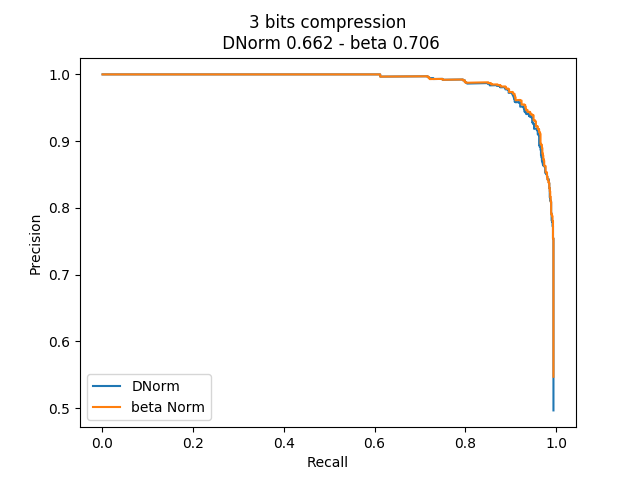 3 bits compression
DNorm 0.662 - beta 0.706
1.0
0.9
0.8
0.7
0.6
0.5
Precision
DNorm
beta Norm
0.0 0.2 0.4 0.6 0.8 1.0
Recall